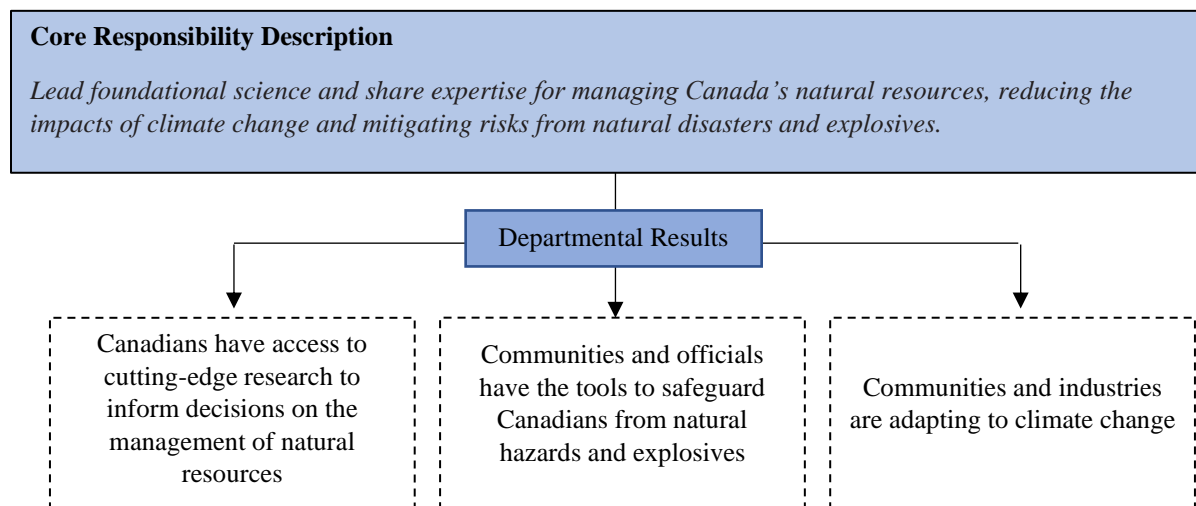 Core Responsibility Description
Lead foundational science and share expertise for managing Canada’s natural resources, reducing the
impacts of climate change and mitigating risks from natural disasters and explosives.
Departmental Results
Canadians have access to
cutting-edge research to
inform decisions on the
management of natural
resources
Communities and officials
have the tools to safeguard
Canadians from natural
hazards and explosives
Communities and industries
are adapting to climate change